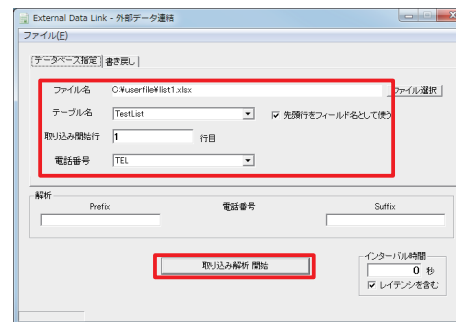 External Data Link - 外部データ連結
ファイル(F)
データベース指定 書き戻し
ファイル名 C:¥userfile¥list1.xlsx ファイル選択
テーブル名 TestList 先頭行をフィールド名として使う
取り込み開始行 1 行目
電話番号 TEL
解析
Prefix 電話番号 Suffix
取り込み解析 開始
インターバル時間
0 秒
レイテンシを含む